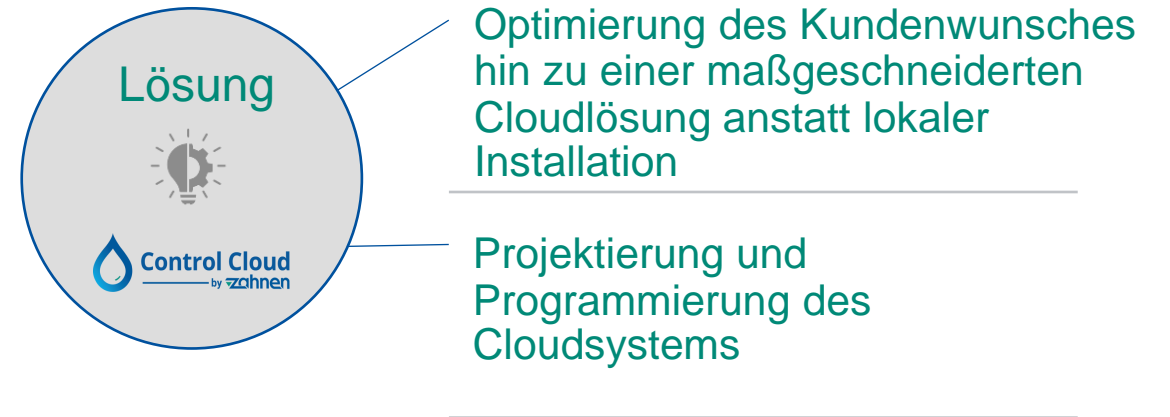 Lösung
Control Cloud
by zahnen
Optimierung des Kundenwunsches
hin zu einer maßgeschneiderten
Cloudlösung anstatt lokaler
Installation
Projektierung und
Programmierung des
Cloudsystems